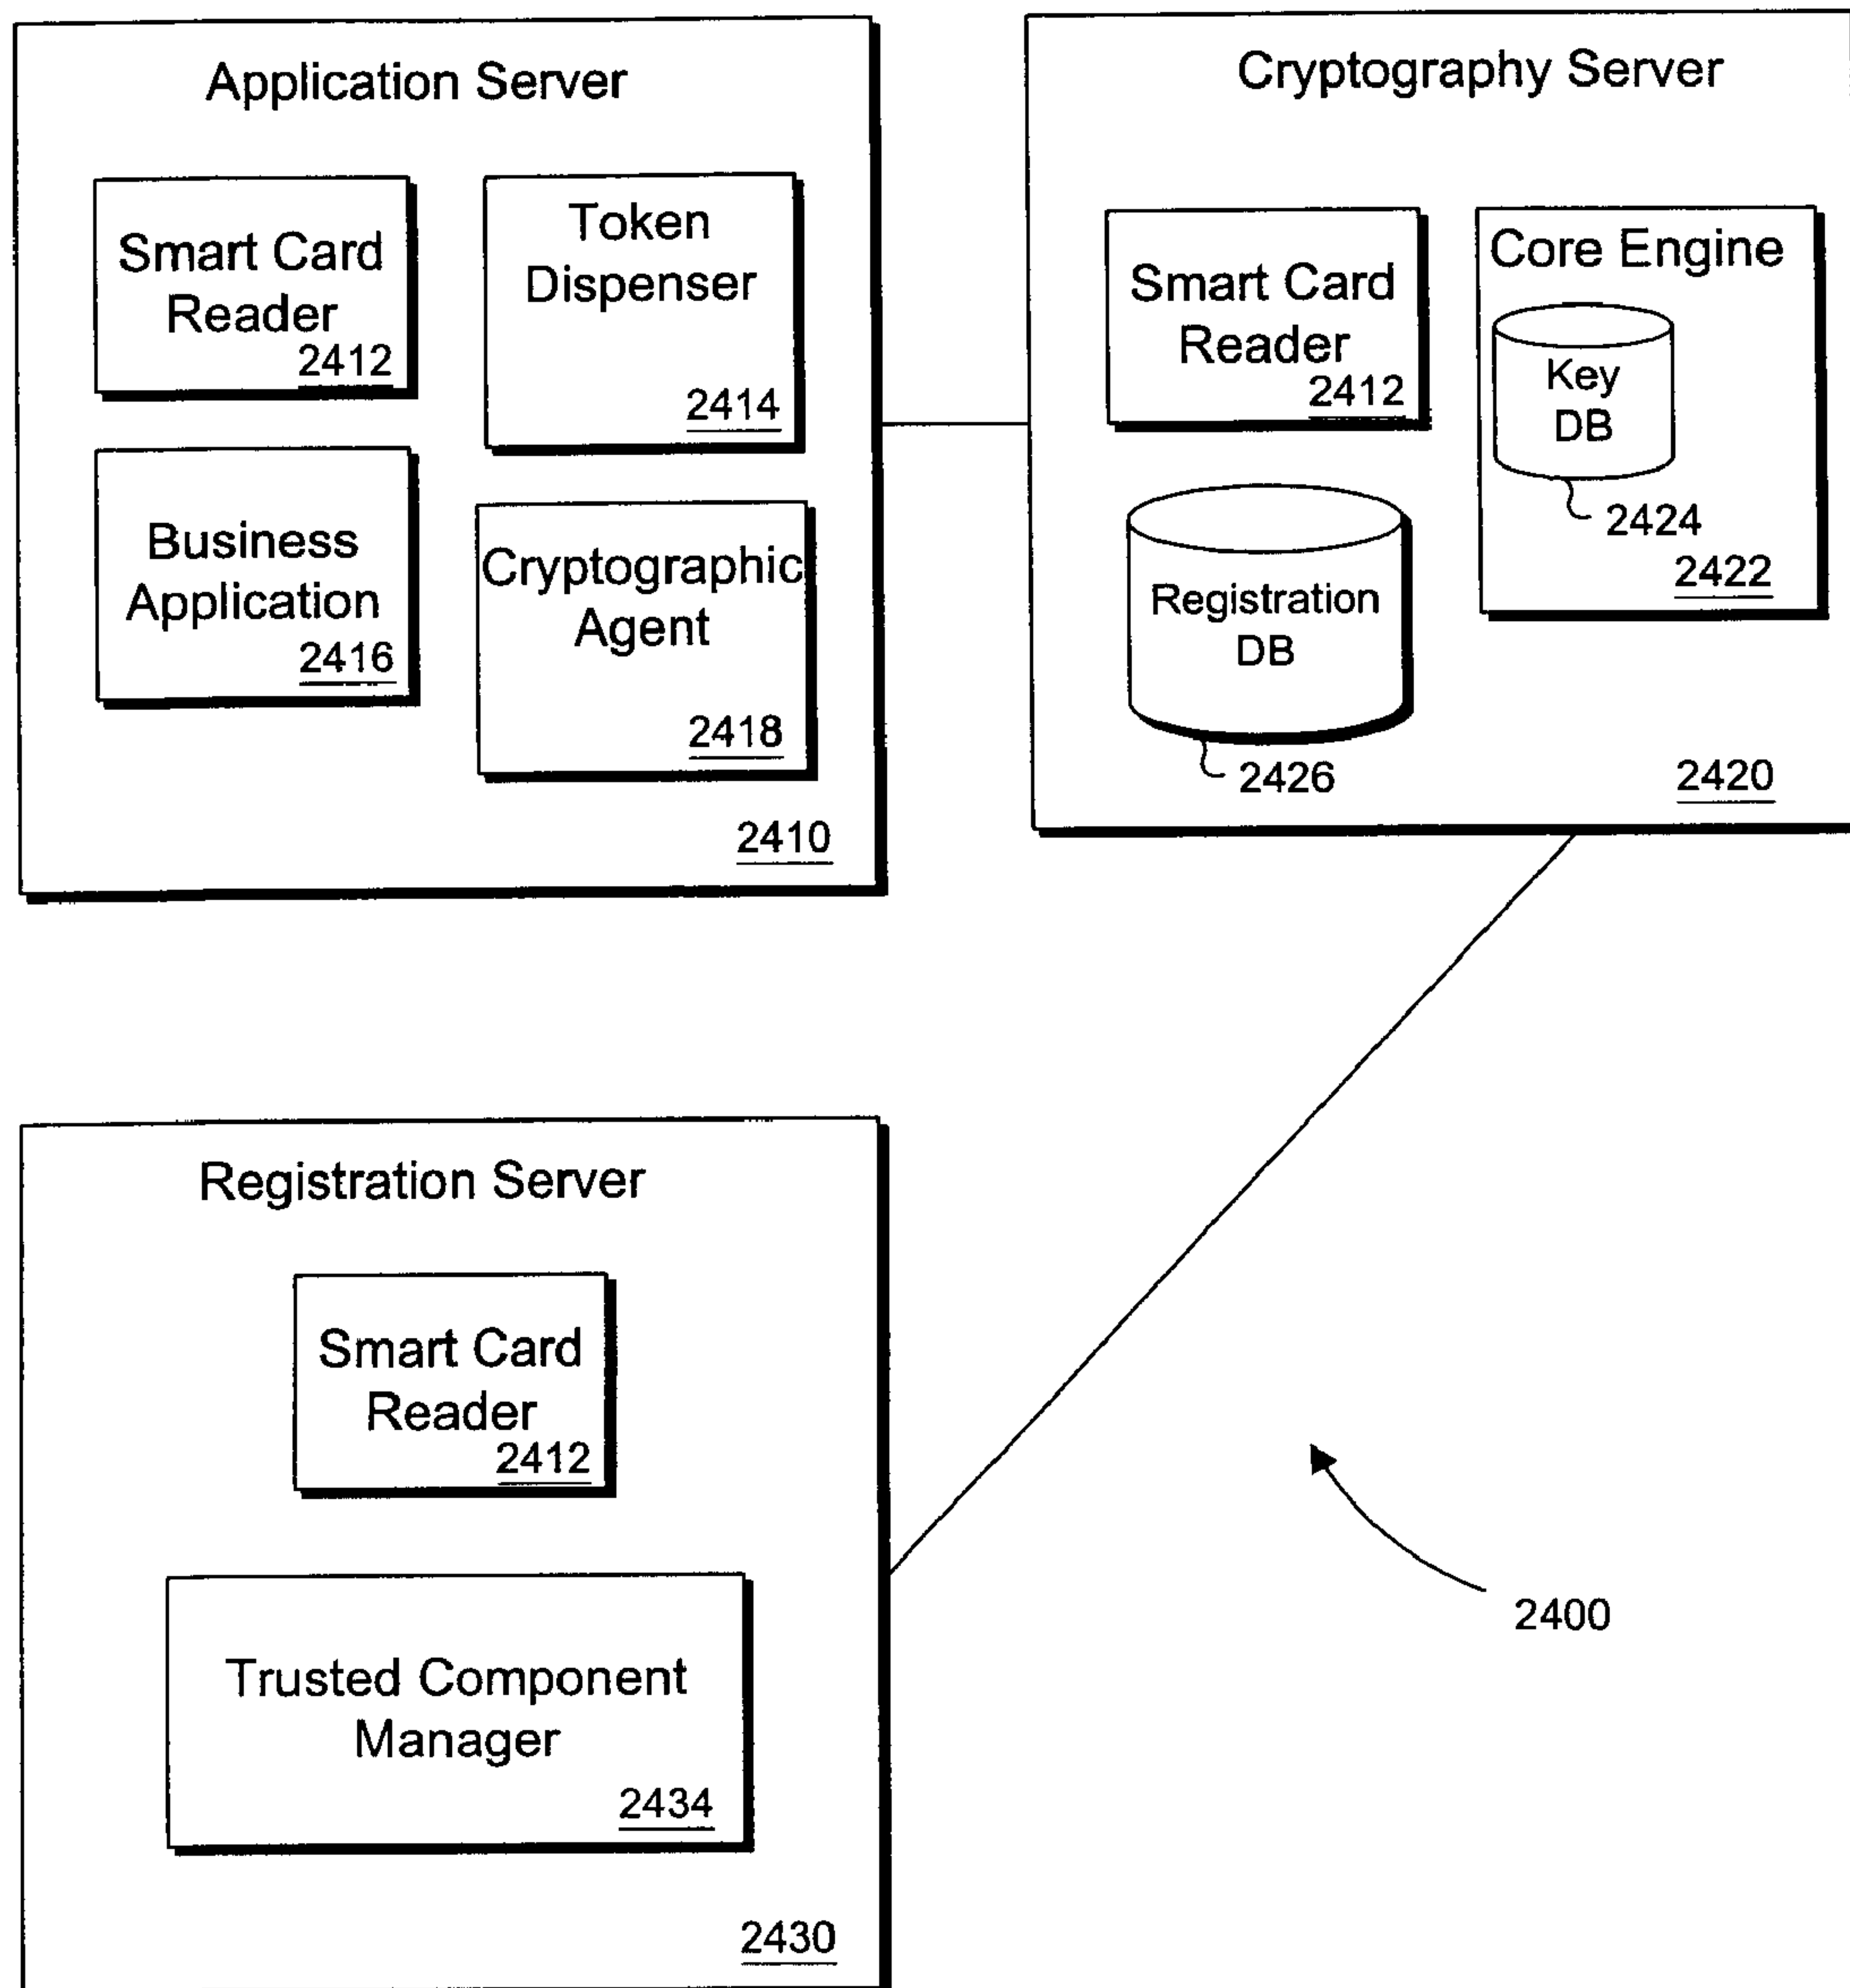 Application Server
Smart Card
Reader
2412
Token
Dispenser
2414
Business
Application
2416
Cryptographic
Agent
2418
2410
Cryptography Server
Smart Card
Reader
2412
Core Engine
Key
DB
2424
2422
Registration
DB
2426
2420
Registration Server
Smart Card
Reader
2412
Trusted Component
Manager
2434
2430
2400